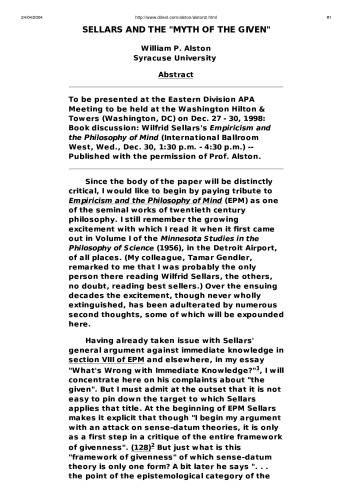 24/04/2004 http://www.ditext.com/alston/alston2.html #1
SELLARS AND THE "MYTH OF THE GIVEN"
William P. Alston
Syracuse University
Abstract
To be presented at the Eastern Division APA
Meeting to be held at the Washington Hilton &
Towers (Washington, DC) on Dec. 27 - 30, 1998:
Book discussion: Wilfrid Sellars's Empiricism and
the Philosophy of Mind (International Ballroom
West, Wed., Dec. 30, 1:30 p.m. - 4:30 p.m.) --
Published with the permission of Prof. Alston.
Since the body of the paper will be distinctly
critical, I would like to begin by paying tribute to
Empiricism and the Philosophy of Mind (EPM) as one
of the seminal works of twentieth century
philosophy. I still remember the growing
excitement with which I read it when it first came
out in Volume I of the Minnesota Studies in the
Philosophy of Science (1956), in the Detroit Airport,
of all places. (My colleague, Tamar Gendler,
remarked to me that I was probably the only
person there reading Wilfrid Sellars, the others,
no doubt, reading best sellers.) Over the ensuing
decades the excitement, though never wholly
extinguished, has been adulterated by numerous
second thoughts, some of which will be expounded
here.
Having already taken issue with Sellars'
general argument against immediate knowledge in
section VIII of EPM and elsewhere, in my essay
"What's Wrong with Immediate Knowledge?"1, I will
concentrate here on his complaints about "the
given". But I must admit at the outset that it is not
easy to pin down the target to which Sellars
applies that title. At the beginning of EPM Sellars
makes it explicit that though "I begin my argument
with an attack on sense-datum theories, it is only
as a first step in a critique of the entire framework
of givenness". (128)2 But just what is this
"framework of givenness" of which sense-datum
theory is only one form? A bit later he says ". . .
the point of the epistemological category of the